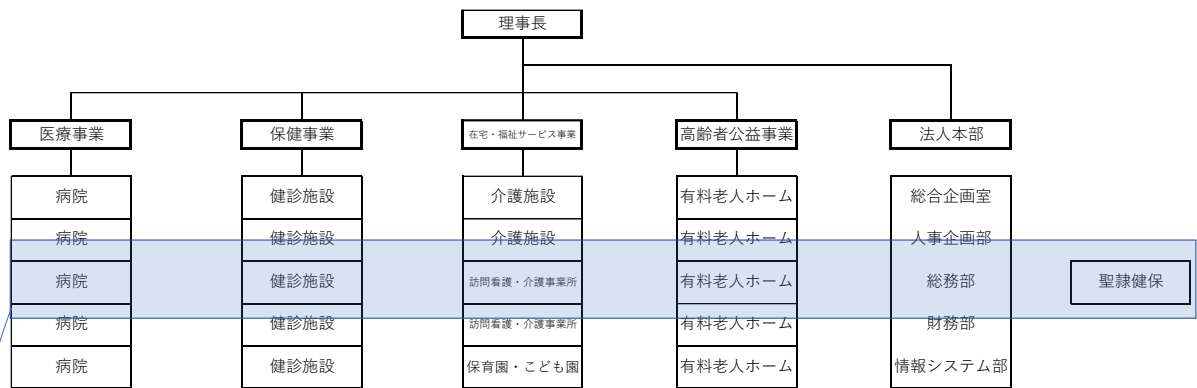 理事長
医療事業
保健事業
在宅・福祉サービス事業
高齢者公益事業
法人本部
病院
健診施設
介護施設
有料老人ホーム
総合企画室
病院
健診施設
介護施設
有料老人ホーム
人事企画部
病院
健診施設
訪問看護・介護事業所
有料老人ホーム
総務部
聖隷健保
病院
健診施設
訪問看護・介護事業所
有料老人ホーム
財務部
病院
健診施設
保育園・こども園
有料老人ホーム
情報システム部